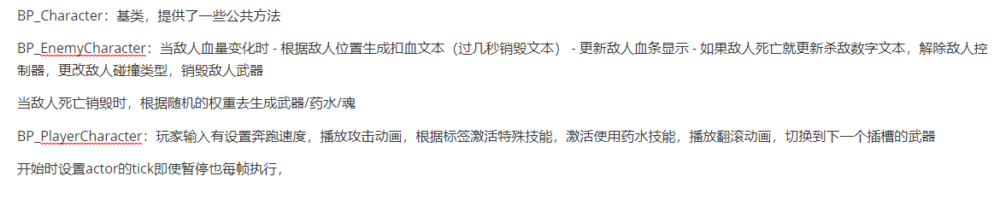 BP_Character：基类，提供了一些公共方法
BP_EnemyCharacter：当敌人血量变化时 - 根据敌人位置生成扣血文本（过几秒销毁文本） - 更新敌人血条显示 - 如果敌人死亡就更新杀敌数字文本，解除敌人控
制器，更改敌人碰撞类型，销毁敌人武器
当敌人死亡销毁时，根据随机的权重去生成武器/药水/魂
BP_PlayerCharacter：玩家输入有设置奔跑速度，播放攻击动画，根据标签激活特殊技能，激活使用药水技能，播放翻滚动画，切换到下一个插槽的武器
开始时设置actor的tick即使暂停也每帧执行，